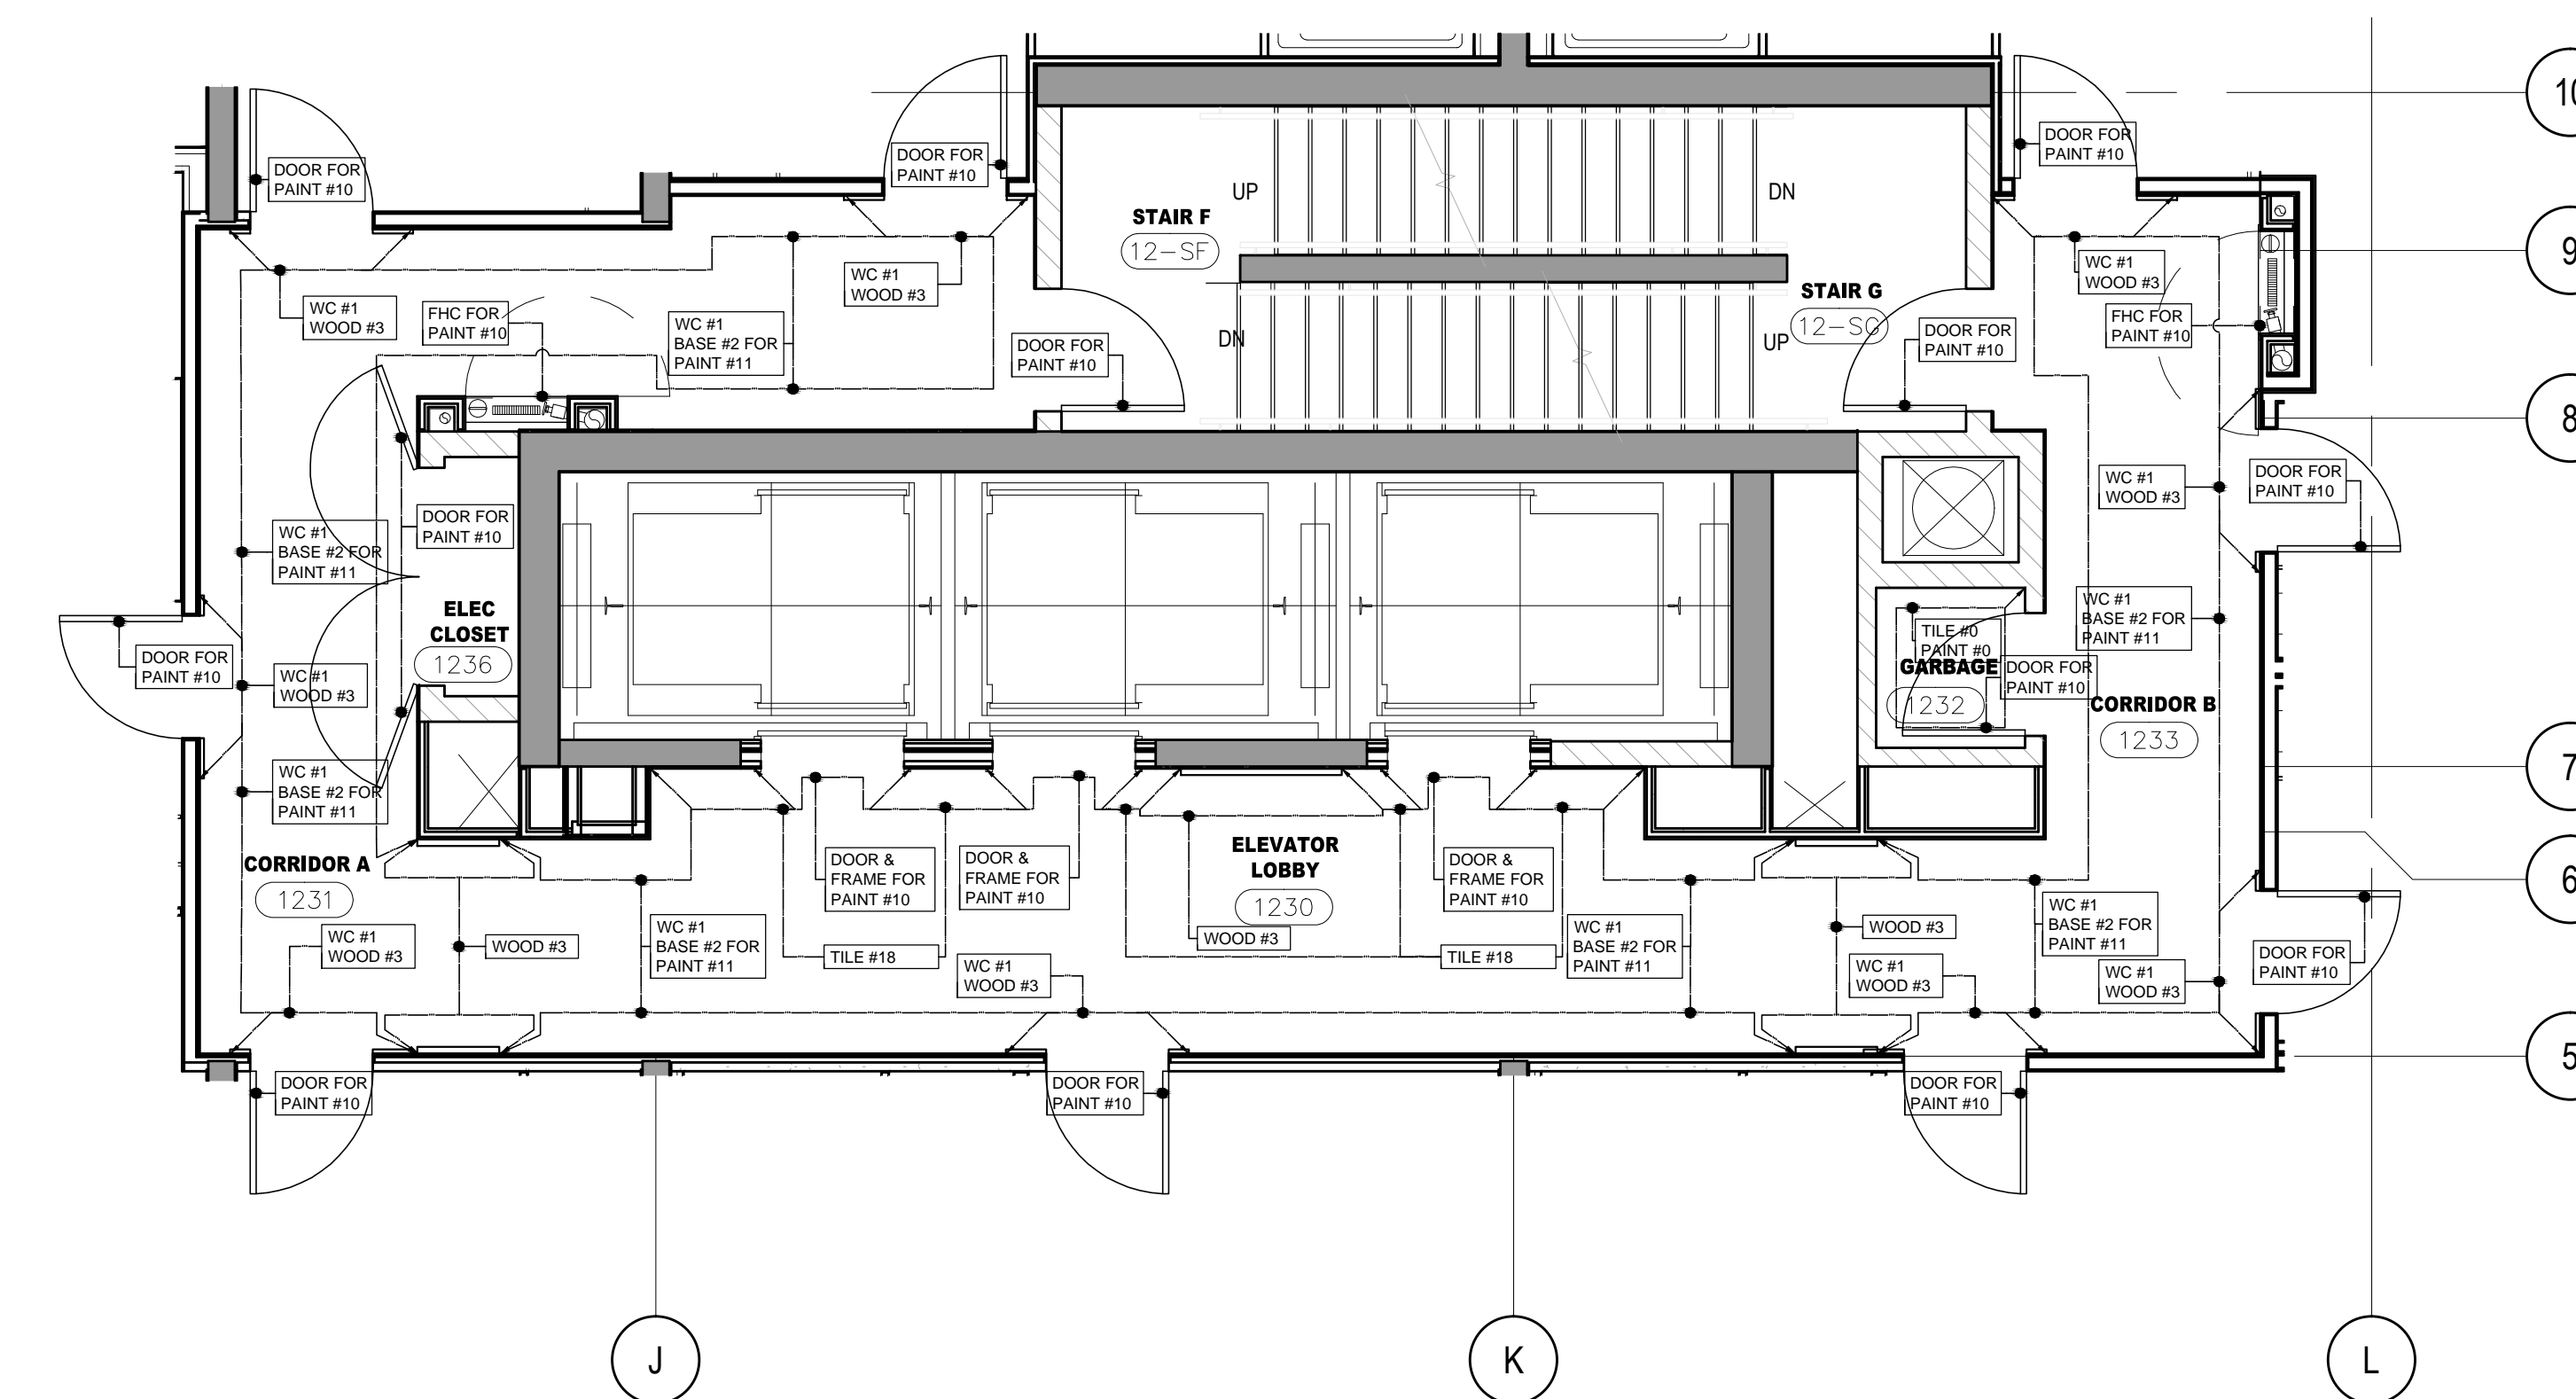 10
DOOR FOR
PAINT #10
DOOR FOR
PAINT #10
DOOR FOR
PAINT #10
UP
DN
STAIR F
12-SF
9
WC #1
WOOD #3
WC #1
WOOD #3
WC #1
WOOD #3
FHC FOR
PAINT #10
WC #1
BASE #2 FOR
PAINT #11
STAIR G
12-SG
FHC FOR
PAINT #10
DN
UP
DOOR FOR
PAINT #10
DOOR FOR
PAINT #10
8
WC #1
WOOD #3
DOOR FOR
PAINT #10
DOOR FOR
PAINT #10
WC #1
BASE #2 FOR
PAINT #11
ELEC
CLOSET
1236
WC #1
BASE #2 FOR
PAINT #11
TILE #0
PAINT #0
DOOR FOR
PAINT #10
WC #1
WOOD #3
GARBAGE
1232
DOOR FOR
PAINT #10
CORRIDOR B
1233
7
WC #1
BASE #2 FOR
PAINT #11
CORRIDOR A
1231
DOOR &
FRAME FOR
PAINT #10
DOOR &
FRAME FOR
PAINT #10
ELEVATOR
LOBBY
1230
DOOR &
FRAME FOR
PAINT #10
6
WC #1
WOOD #3
WOOD #3
WC #1
BASE #2 FOR
PAINT #11
TILE #18
WC #1
WOOD #3
WOOD #3
TILE #18
WC #1
BASE #2 FOR
PAINT #11
WOOD #3
WC #1
WOOD #3
WC #1
BASE #2 FOR
PAINT #11
WC #1
WOOD #3
DOOR FOR
PAINT #10
5
DOOR FOR
PAINT #10
DOOR FOR
PAINT #10
DOOR FOR
PAINT #10
J
K
L